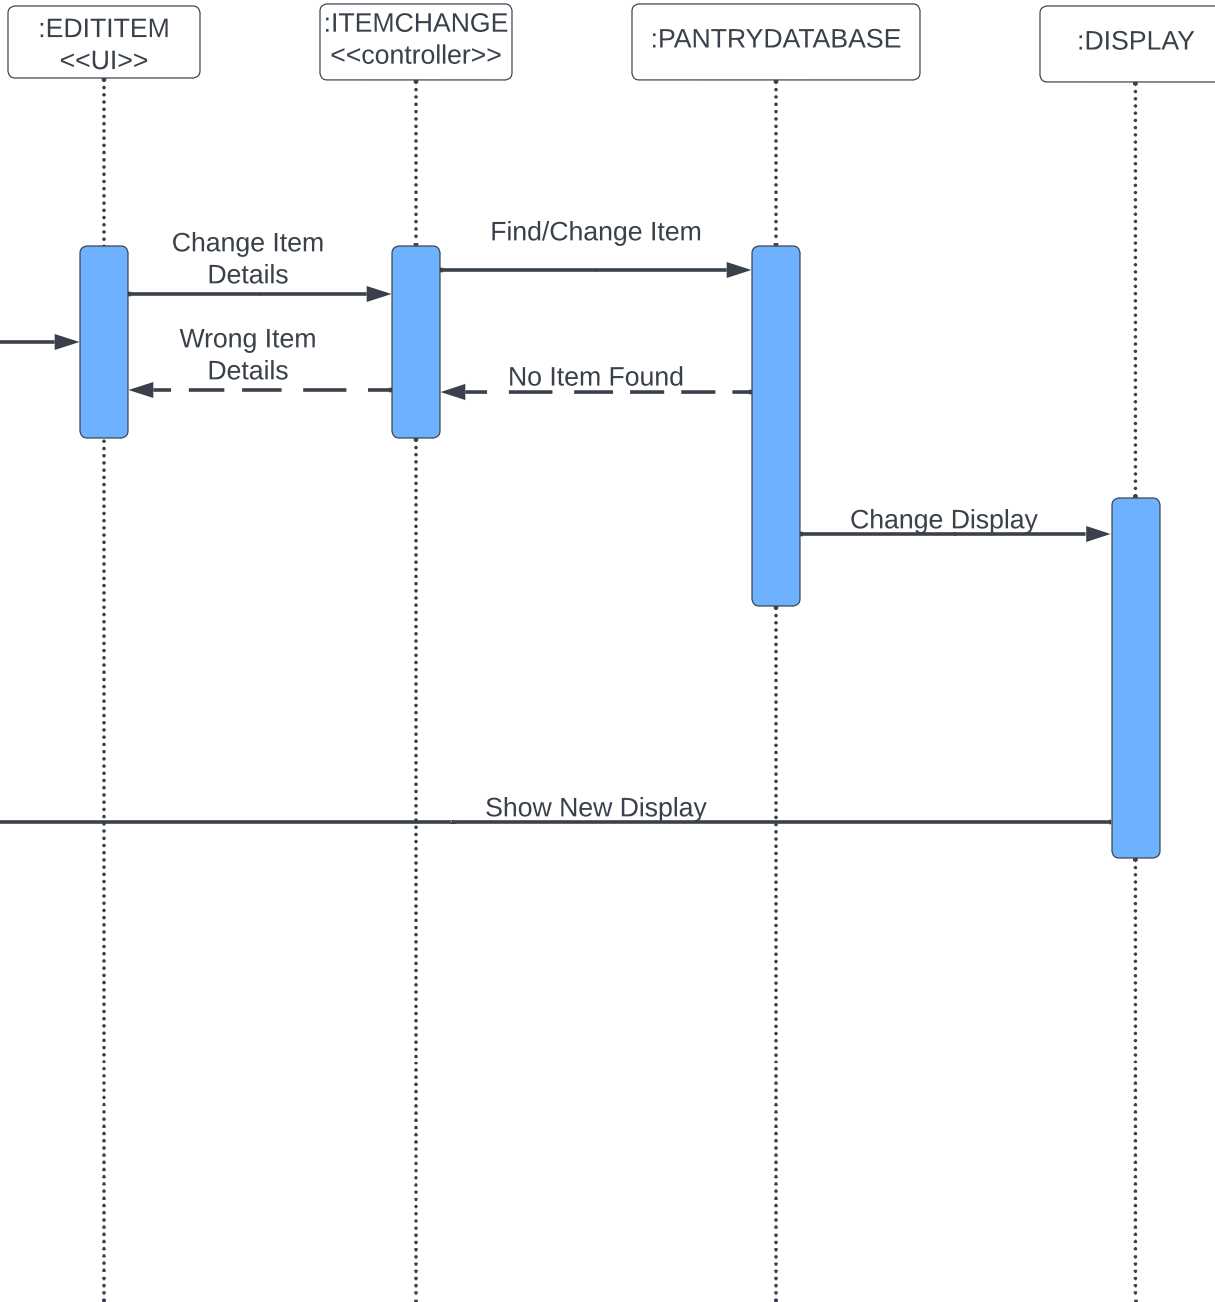 :EDITITEM
<<UI>>
:ITEMCHANGE
<<controller>>
:PANTRYDATABASE
:DISPLAY
Change Item
Details
Find/Change Item
Wrong Item
Details
No Item Found
Change Display
Show New Display